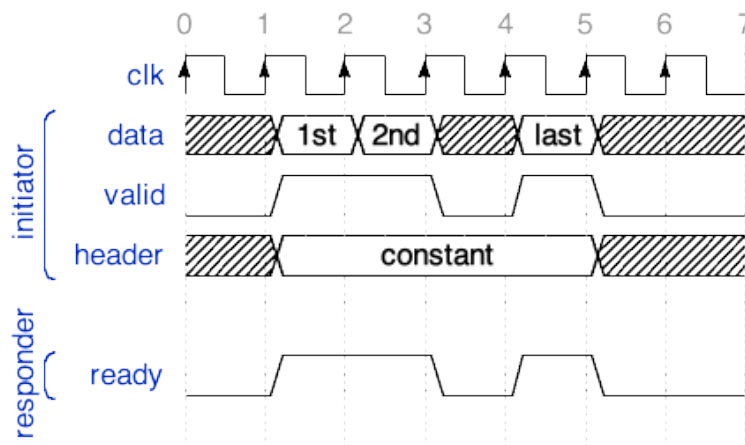 0 1 2 3 4 5 6 7
clk
initiator
data 1st 2nd last
valid
header constant
responder
ready